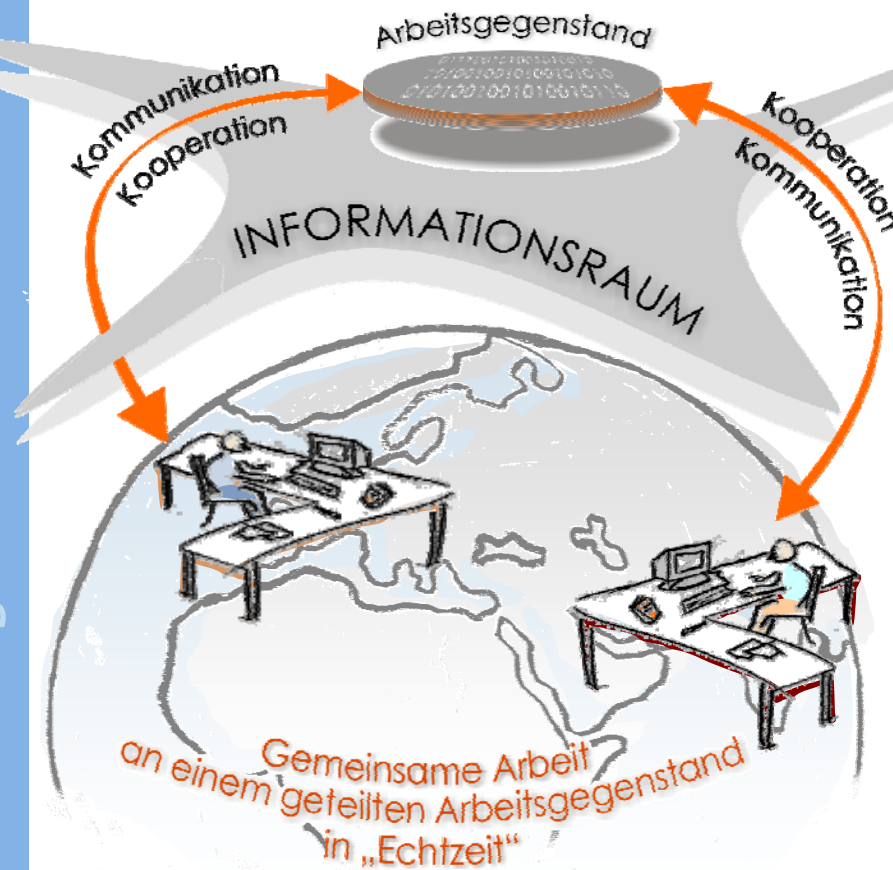 Arbeitsgegenstand
Kommunikation
Kooperation
Kooperation
Kommunikation
INFORMATIONSRAUM
Gemeinsame Arbeit
an einem geteilten Arbeitsgegenstand
in „Echtzeit“